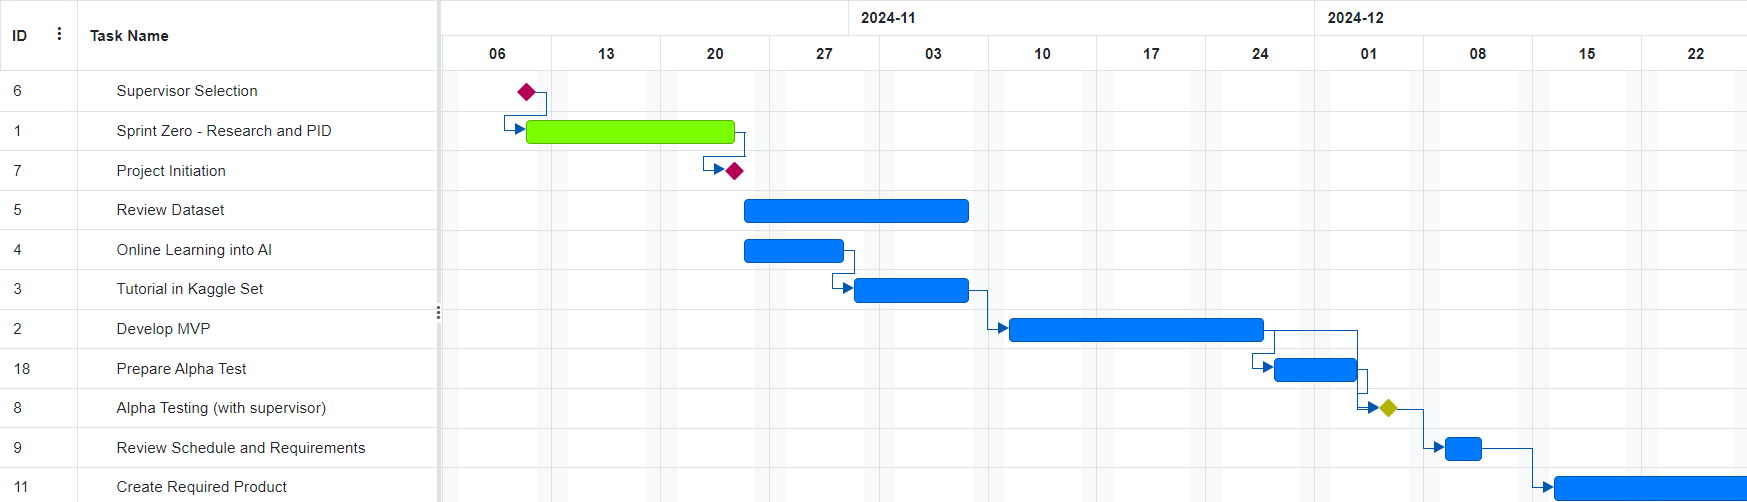 2024-11 2024-12
ID Task Name
06 13 20 27 03 10 17 24 01 08 15 22
6 Supervisor Selection
1 Sprint Zero - Research and PID
7 Project Initiation
5 Review Dataset
4 Online Learning into AI
3 Tutorial in Kaggle Set
2 Develop MVP
18 Prepare Alpha Test
8 Alpha Testing (with supervisor)
9 Review Schedule and Requirements
11 Create Required Product